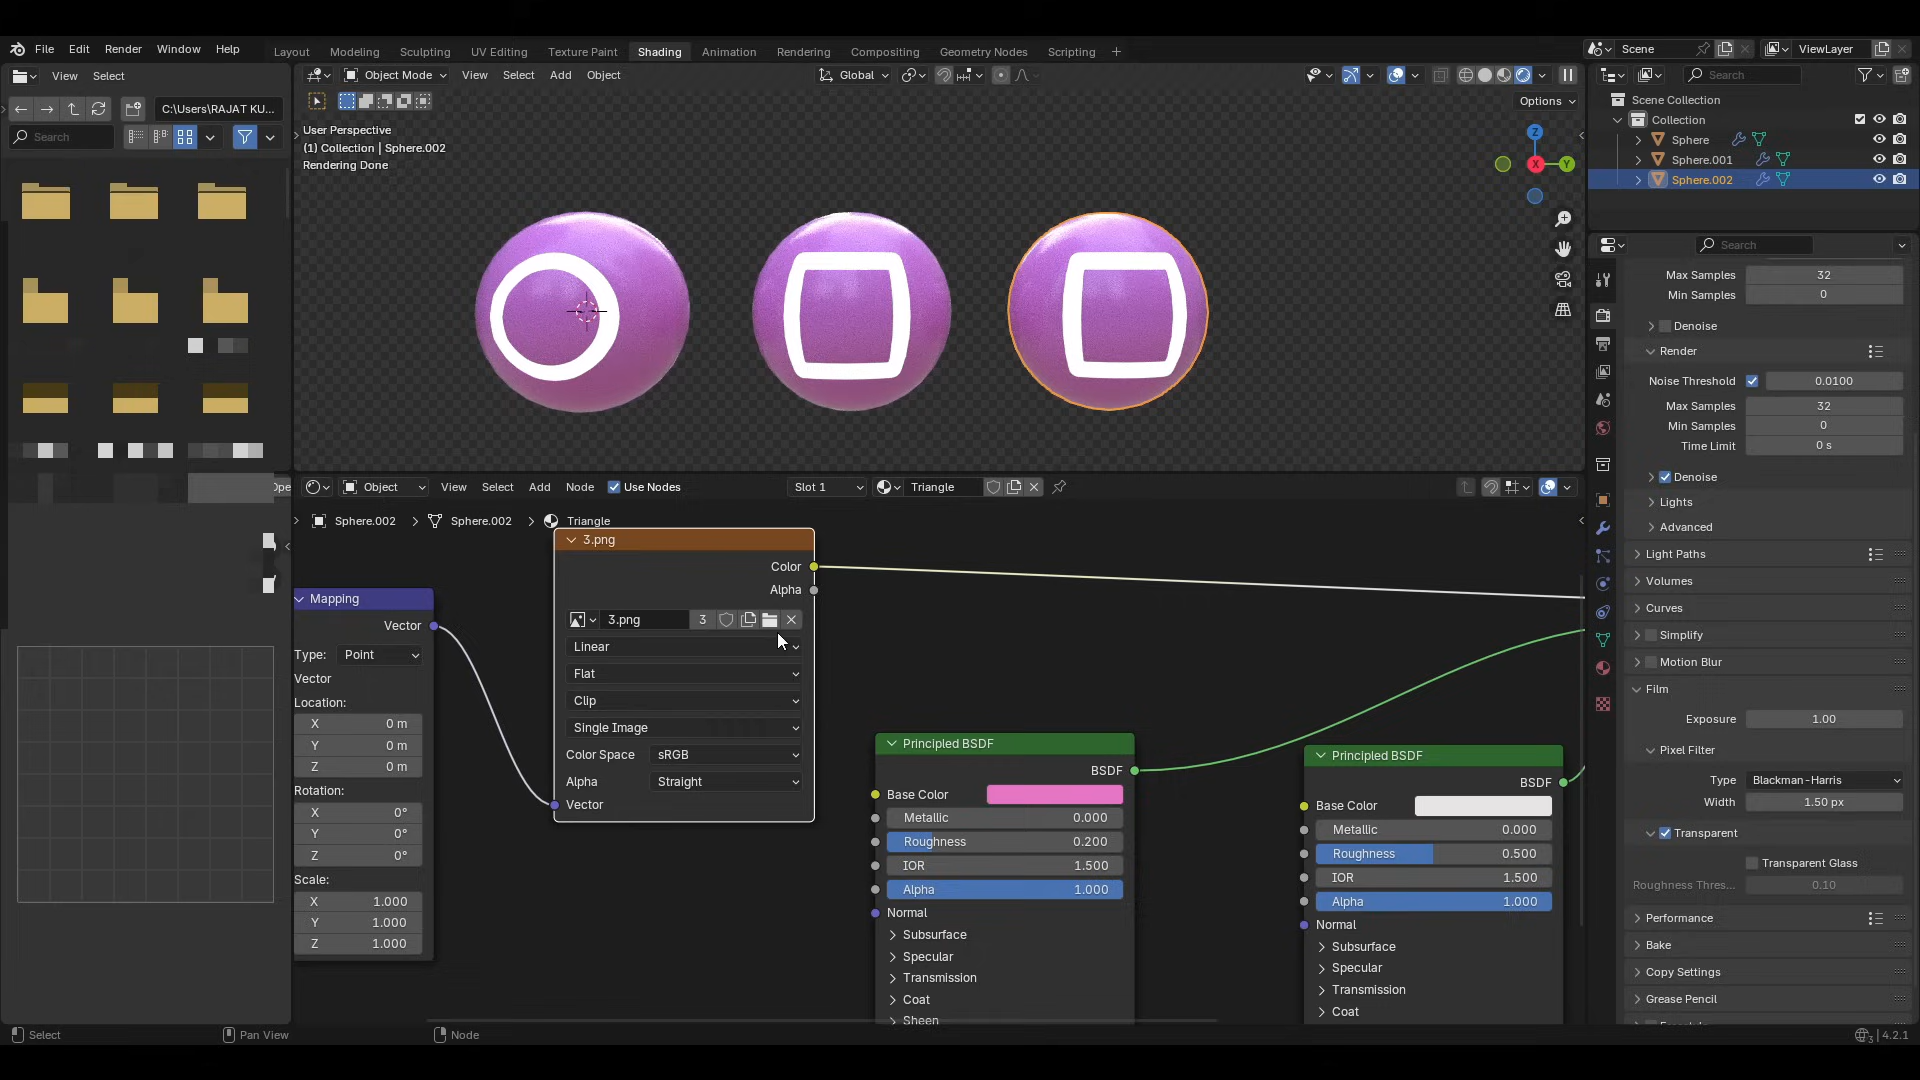 File Edit Render Window Help Layout Modeling Sculpting UV Editing Texture Paint Shading Animation Rendering Compositing Geometry Nodes Scripting + Scene ViewLayer
View Select Object Mode View Select Add Object Global Search
C:\Users\RAJAT KU... Options
Search
User Perspective
(1) Collection | Sphere.002
Rendering Done
Z
X
Y
Scene Collection
Collection
Sphere
Sphere.001
Sphere.002
Search
Max Samples 32
Min Samples 0
Denoise
Render
Noise Threshold 0.0100
Max Samples 32
Min Samples 0
Time Limit 0 s
Denoise
Lights
Advanced
Light Paths
Volumes
Curves
Simplify
Motion Blur
Film
Exposure 1.00
Pixel Filter
Type Blackman-Harris
Width 1.50 px
Transparent
Transparent Glass
Roughness Thres... 0.10
Performance
Bake
Copy Settings
Grease Pencil
Object View Select Add Node Use Nodes Slot 1 Triangle
Sphere.002 > Sphere.002 > Triangle
Mapping
Vector
Type: Point
Vector
Location:
X 0 m
Y 0 m
Z 0 m
Rotation:
X 0°
Y 0°
Z 0°
Scale:
X 1.000
Y 1.000
Z 1.000
3.png
Color
Alpha
3.png 3
Linear
Flat
Clip
Single Image
Color Space sRGB
Alpha Straight
Vector
Principled BSDF
BSDF
Base Color
Metallic 0.000
Roughness 0.200
IOR 1.500
Alpha 1.000
Normal
Subsurface
Specular
Transmission
Coat
Sheen
Principled BSDF
BSDF
Base Color
Metallic 0.000
Roughness 0.500
IOR 1.500
Alpha 1.000
Normal
Subsurface
Specular
Transmission
Coat
Select Pan View Node 4.2.1